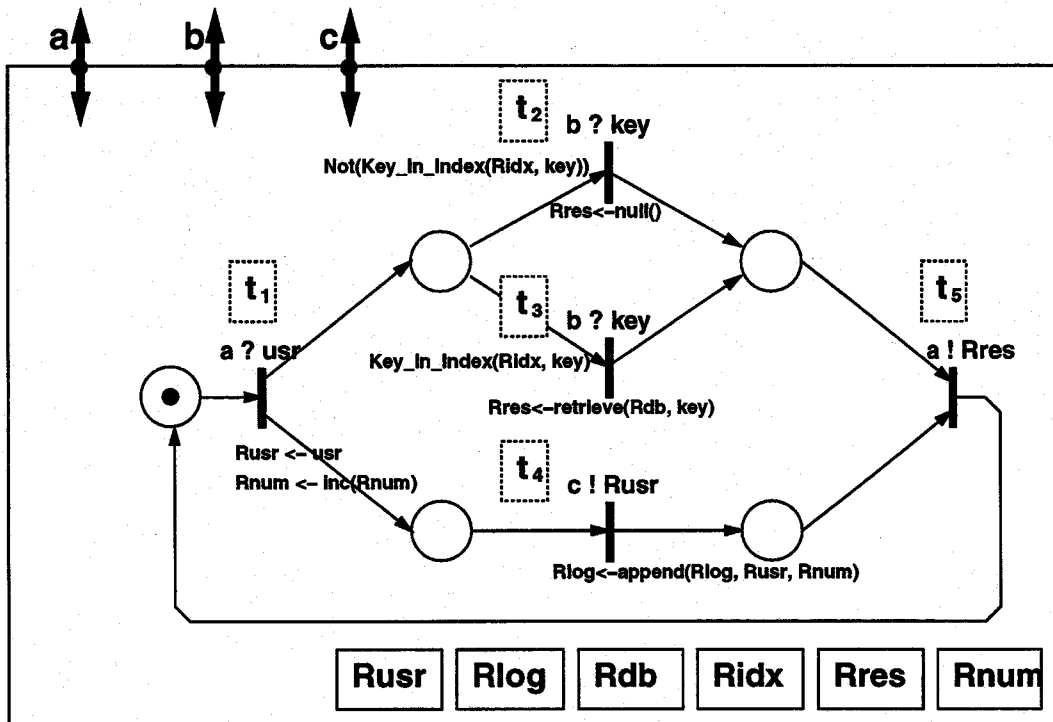 a b c
t2
b ? key
Not(Key_In_Index(Ridx, key))
Rres<-null()
t1
t3
t5
b ? key
a ? usr
a ! Rres
Key_In_Index(Ridx, key)
Rres<-retrieve(Rdb, key)
Rusr <- usr
Rnum <- inc(Rnum)
t4
c ! Rusr
Rlog<-append(Rlog, Rusr, Rnum)
Rusr Rlog Rdb Ridx Rres Rnum